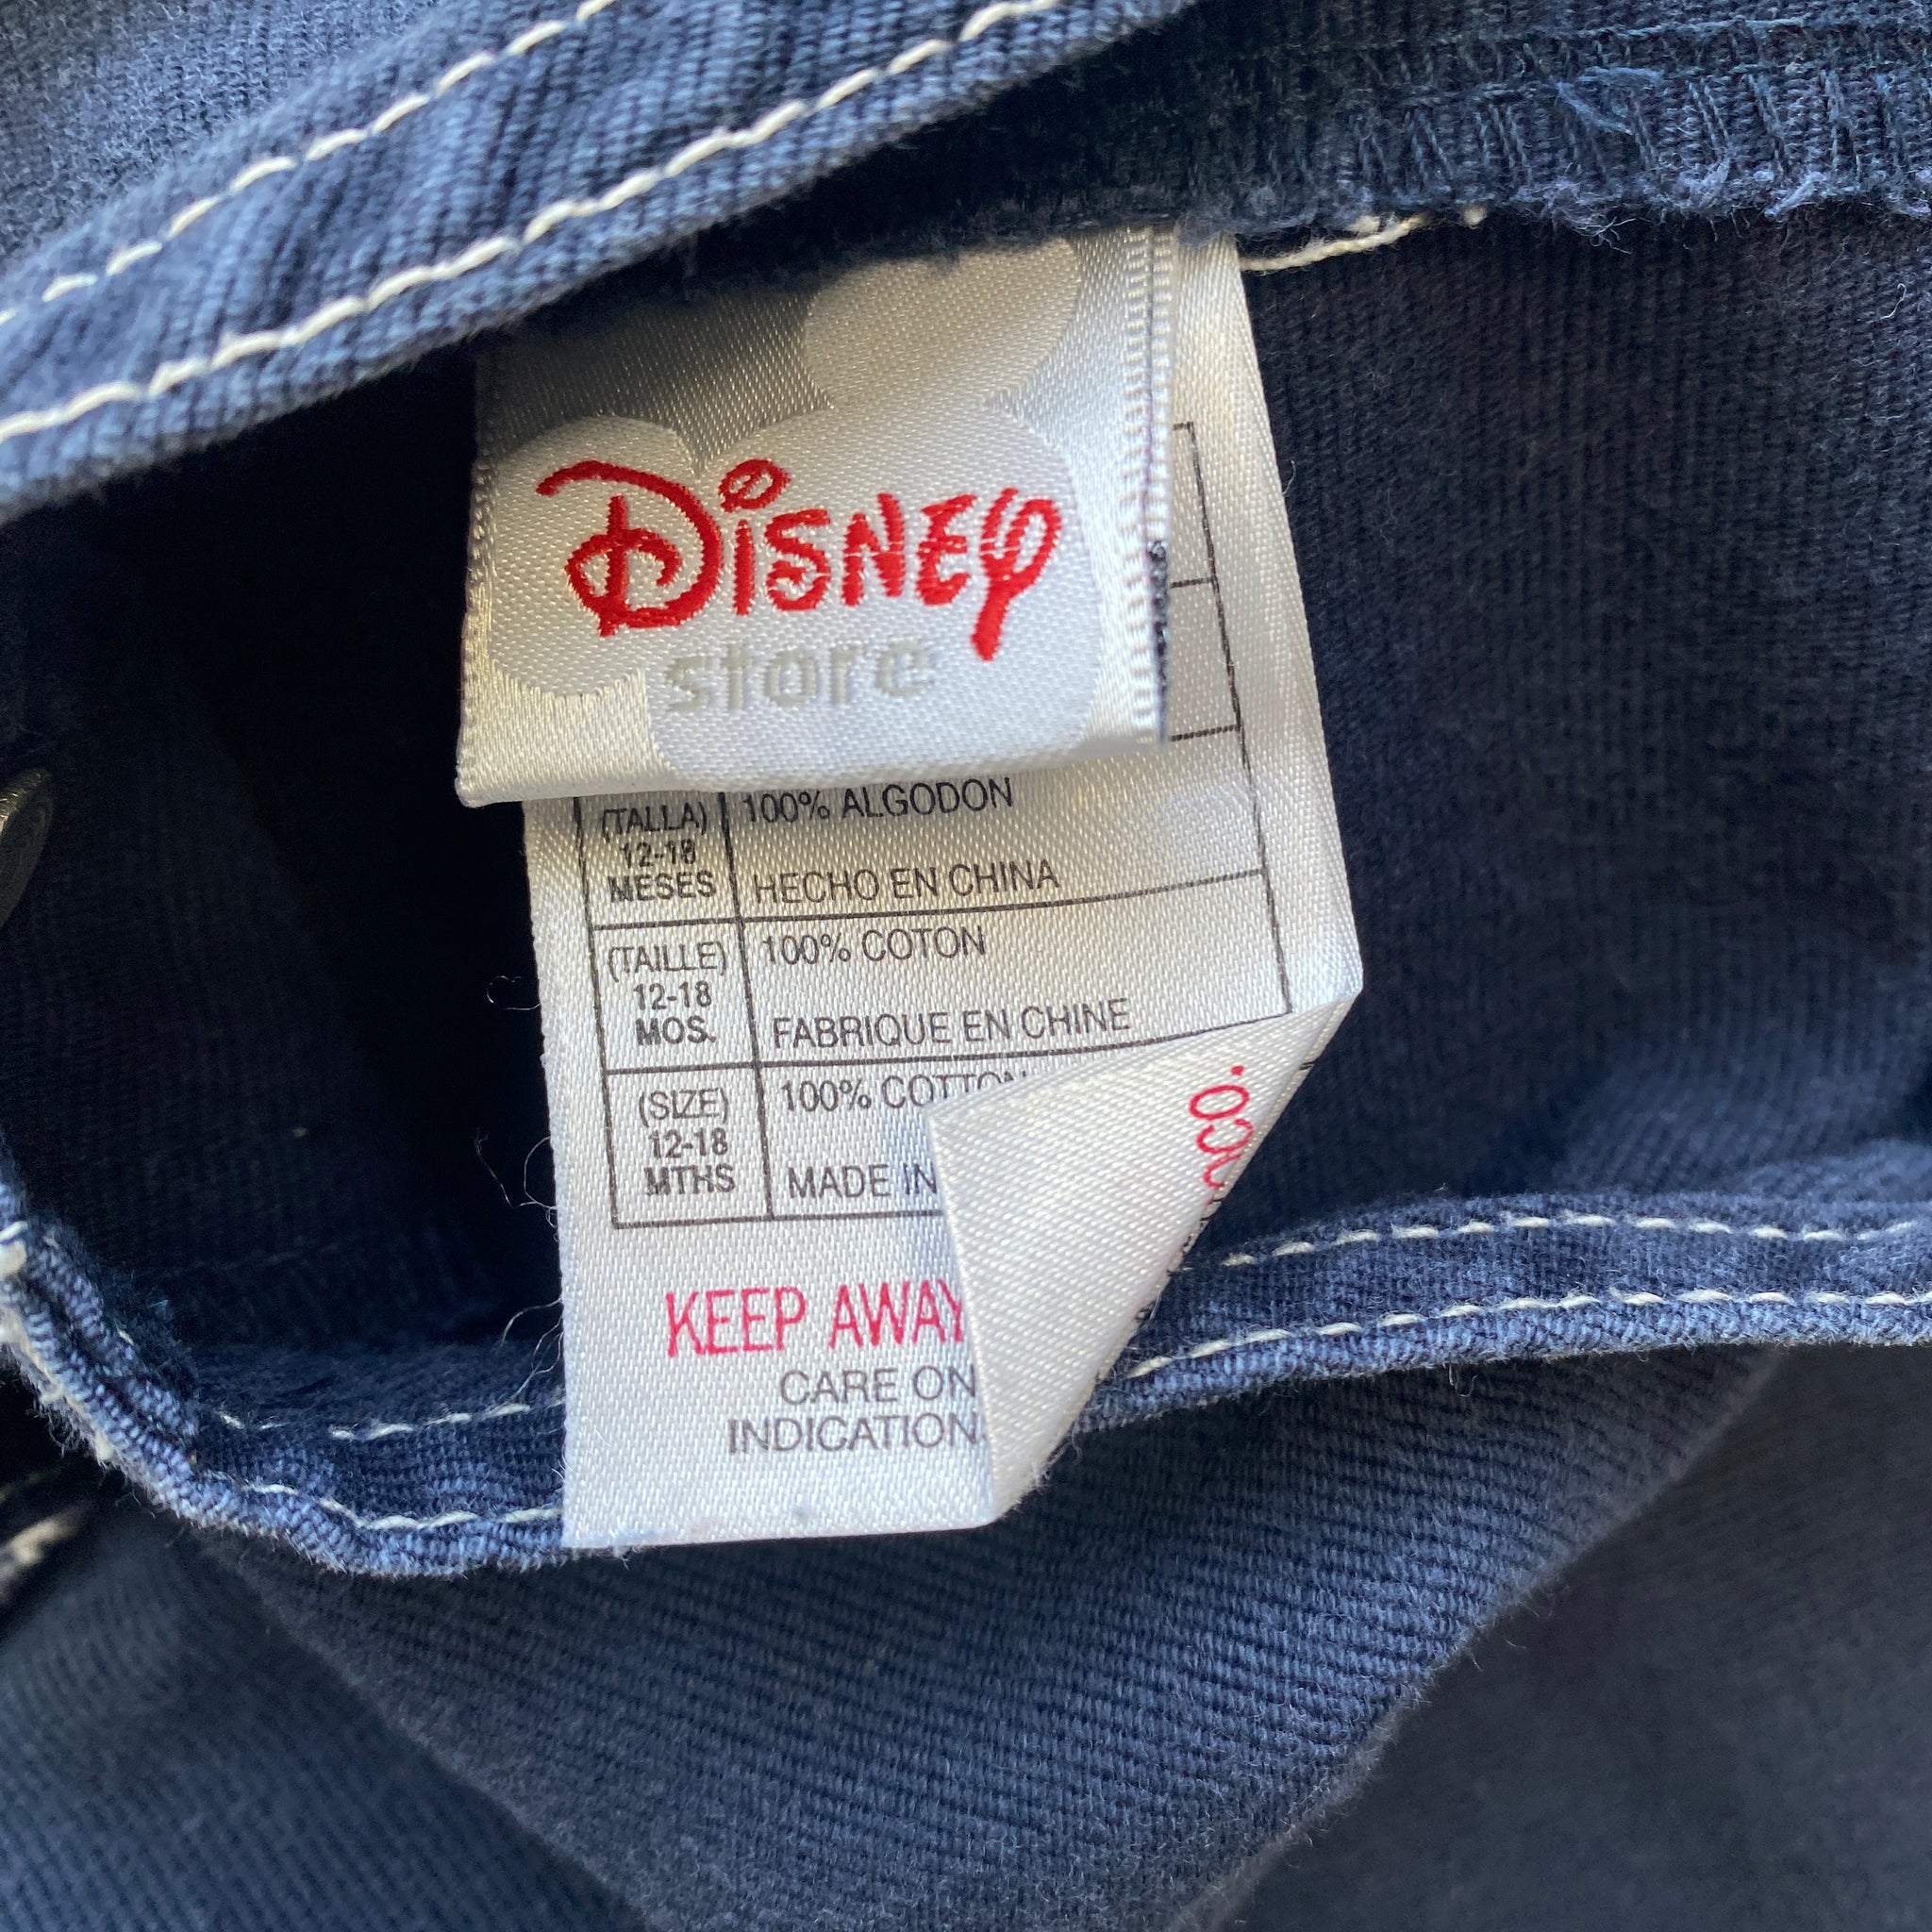 Disney
store
(TALLA)
12-18
MESES
100% ALGODON
HECHO EN CHINA
(TAILLE)
12-18
MOS.
100% COTON
FABRIQUE EN CHINE
(SIZE)
12-18
MTHS
100% COTTON
MADE IN
KEEP AWAY
CARE ON
INDICATION
CO.